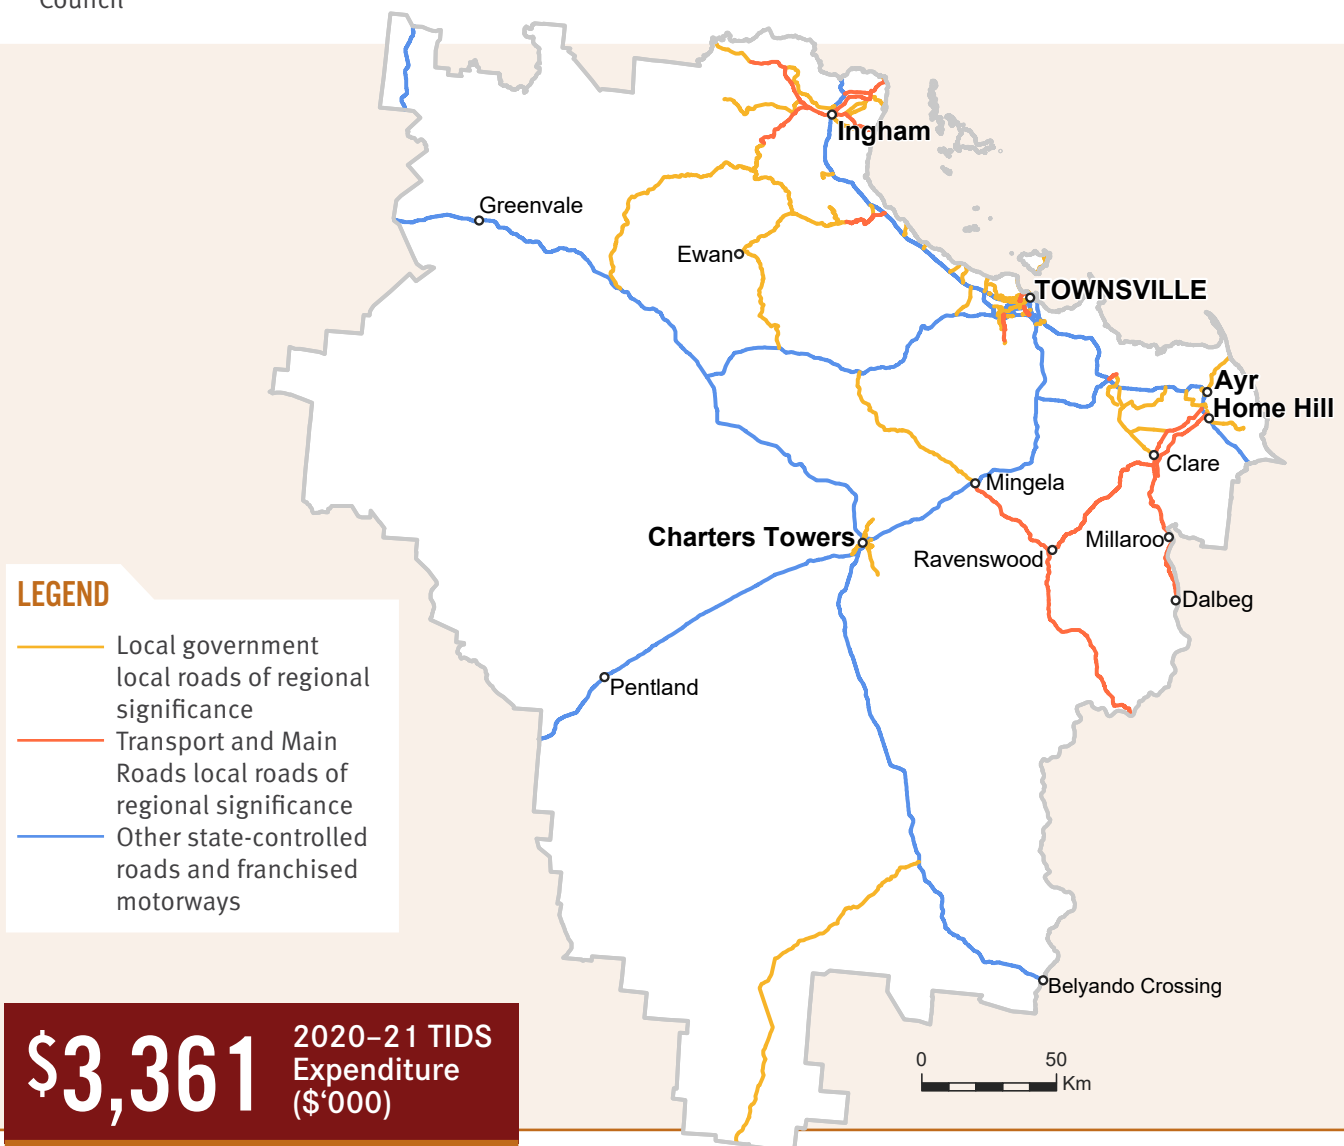 Council
Ingham
Greenvale
Ewan
TOWNSVILLE
Ayr
Home Hill
Clare
Mingela
Charters Towers
Ravenswood
Millaroo
Dalbeg
LEGEND
Local government
local roads of regional
significance
Transport and Main
Roads local roads of
regional significance
Other state-controlled
roads and franchised
motorways
Pentland
Belyando Crossing
$3,361
2020–21 TIDS
Expenditure
($‘000)
0 50
Km